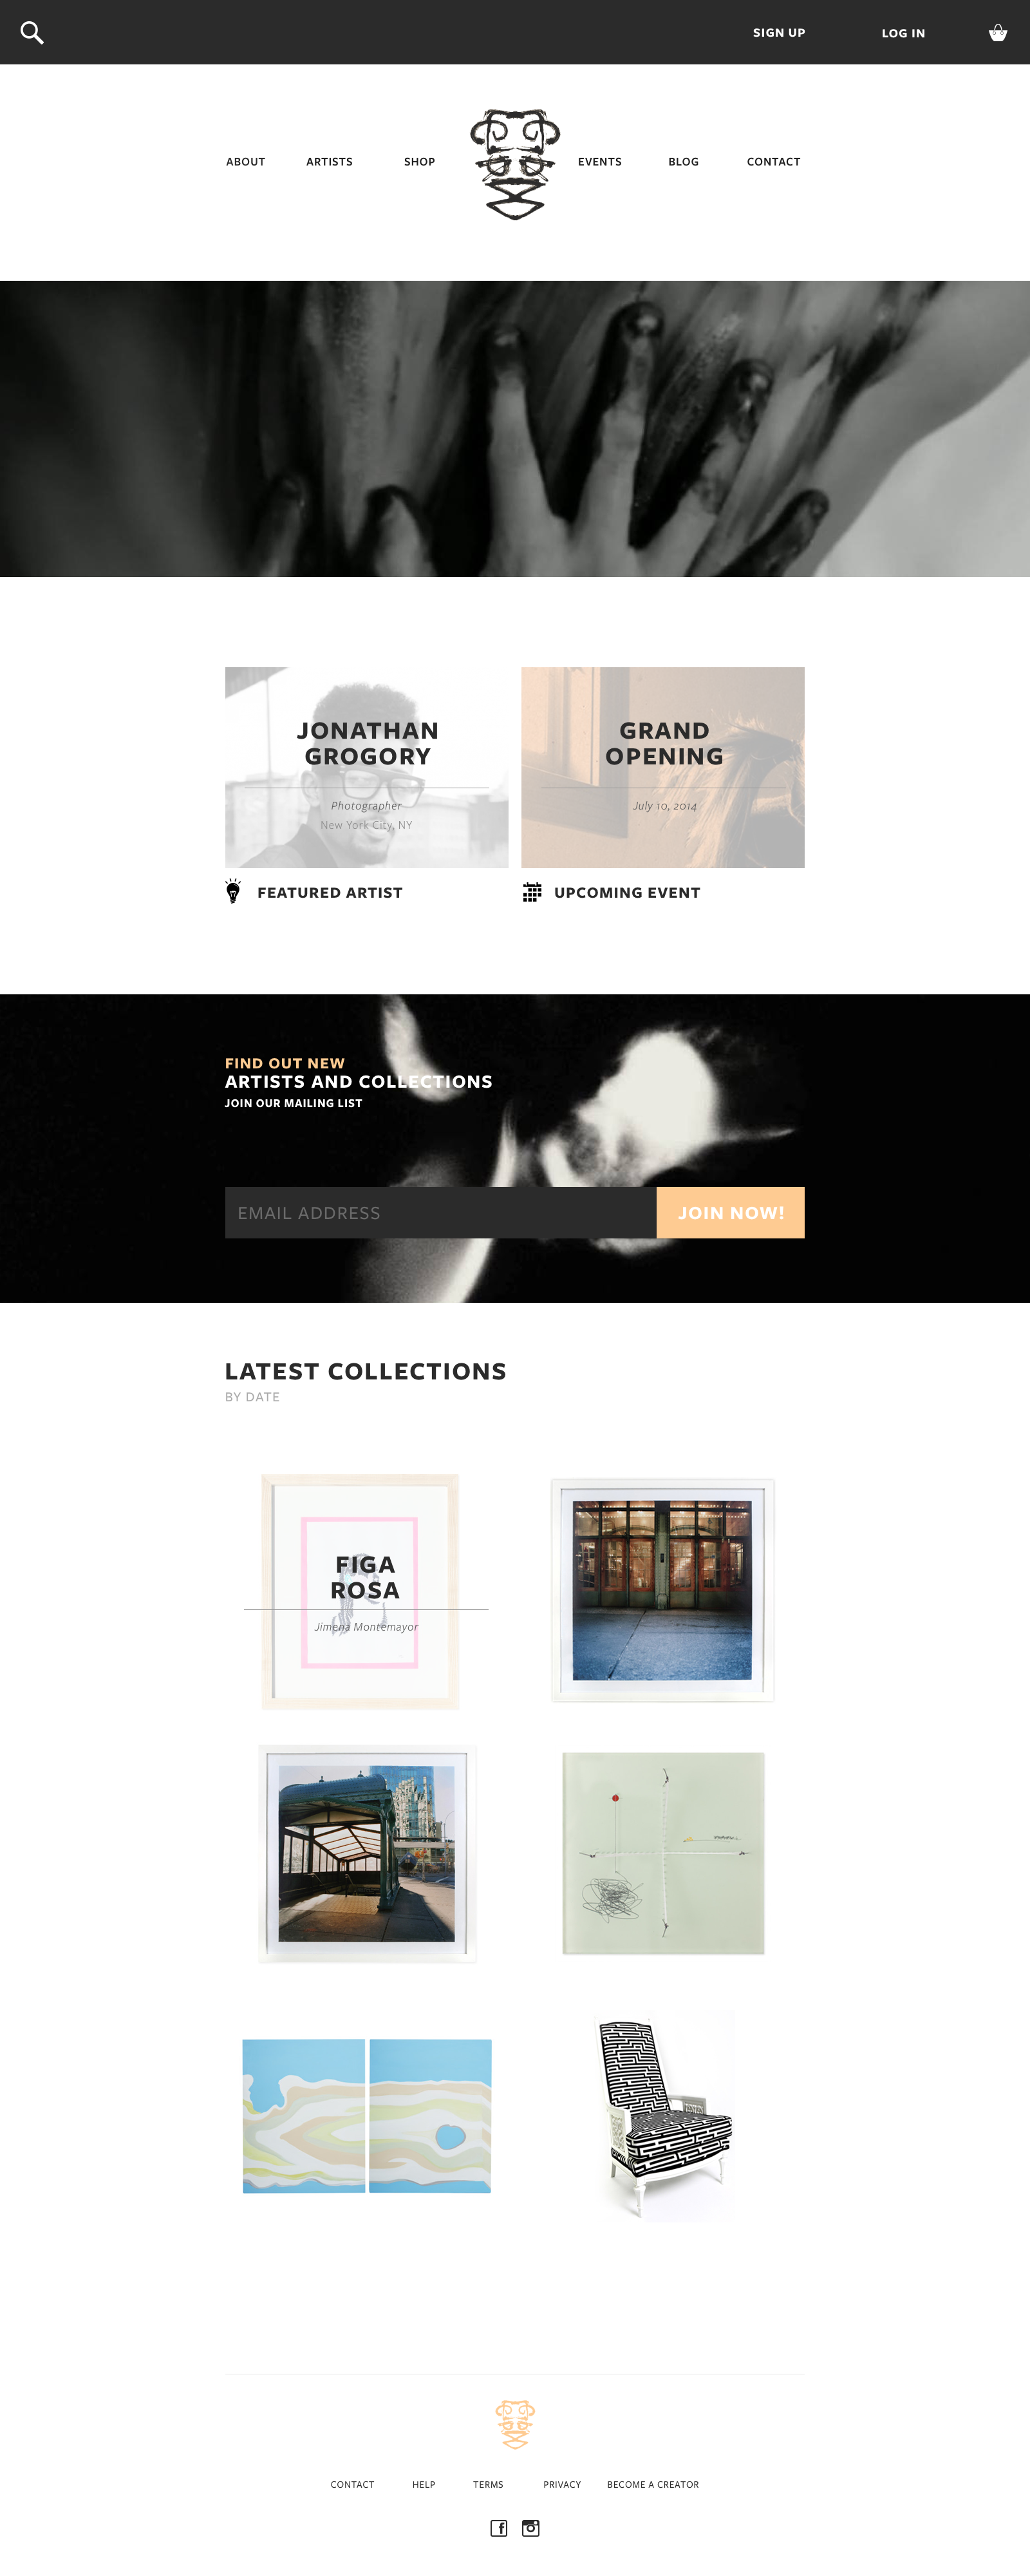 SIGN UP
LOG IN
ABOUT
ARTISTS
SHOP
EVENTS
BLOG
CONTACT
JONATHAN
GROGORY
Photographer
New York City, NY
FEATURED ARTIST
GRAND
OPENING
July 10, 2014
UPCOMING EVENT
FIND OUT NEW
ARTISTS AND COLLECTIONS
JOIN OUR MAILING LIST
EMAIL ADDRESS
JOIN NOW!
LATEST COLLECTIONS
BY DATE
FIGA
ROSA
Jimena Montemayor
CONTACT
HELP
TERMS
PRIVACY
BECOME A CREATOR